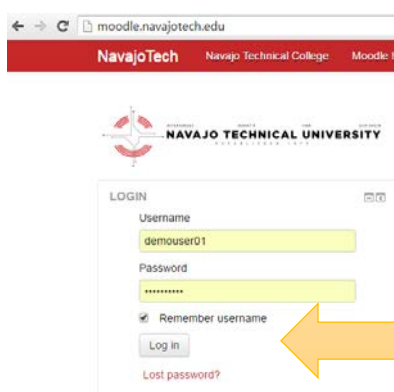 moodle.navajotech.edu
NavajoTech Navajo Technical College Moodle
NAVAJO TECHNICAL UNIVERSITY
LOGIN
Username
demouser01
Password
••••••••••
Remember username
Log in
Lost password?